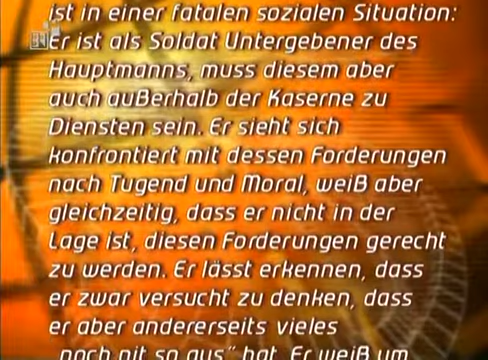 ist in einer fatalen sozialen Situation:
Er ist als Soldat Untergebener des
Hauptmanns, muss diesem aber
auch außerhalb der Kaserne zu
Diensten sein. Er sieht sich
konfrontiert mit dessen Forderungen
nach Tugend und Moral, weiß aber
gleichzeitig, dass er nicht in der
Lage ist, diesen Forderungen gerecht
zu werden. Er lässt erkennen, dass
er zwar versucht zu denken, dass
er aber andererseits vieles
„noch nit so aus“ hat. Er weiß um